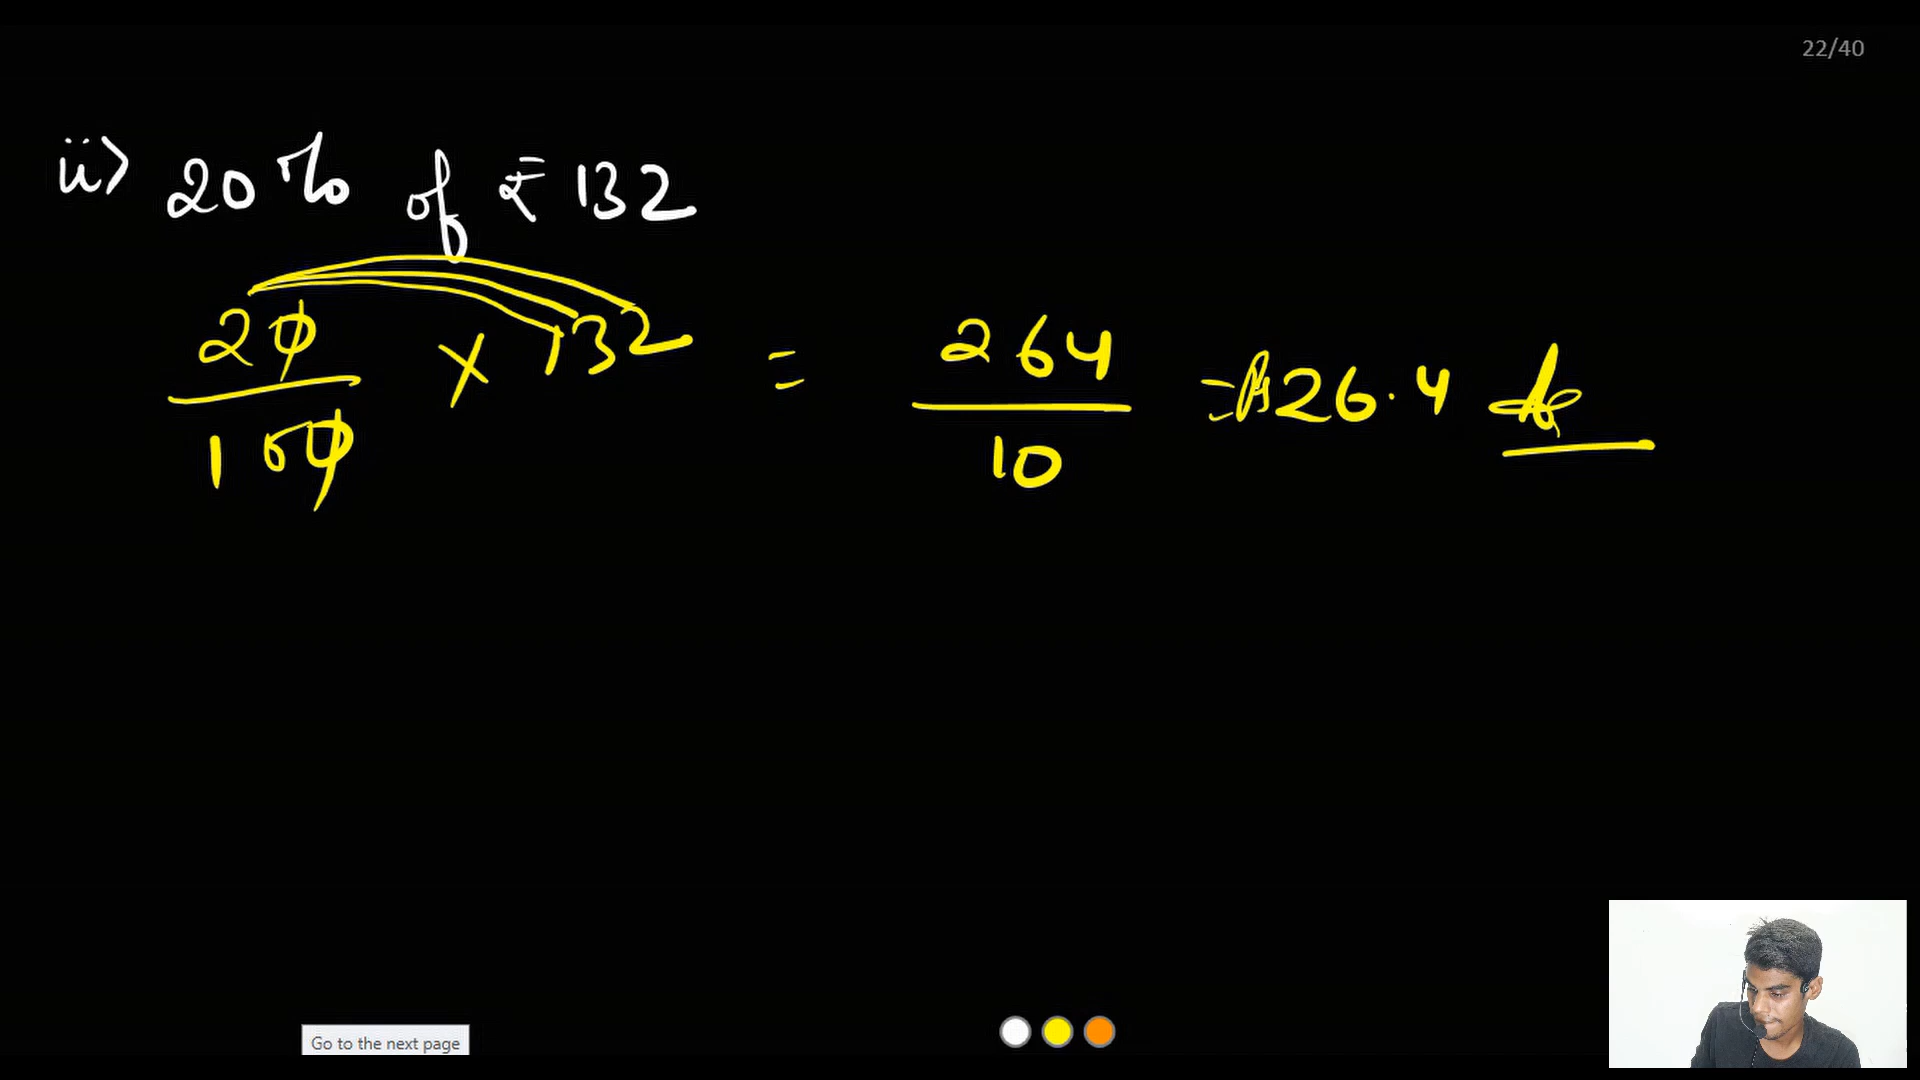 22/40
ii) 20% of ₹ 132
20/100 × 132 = 264/10 = 26.4
Go to the next page